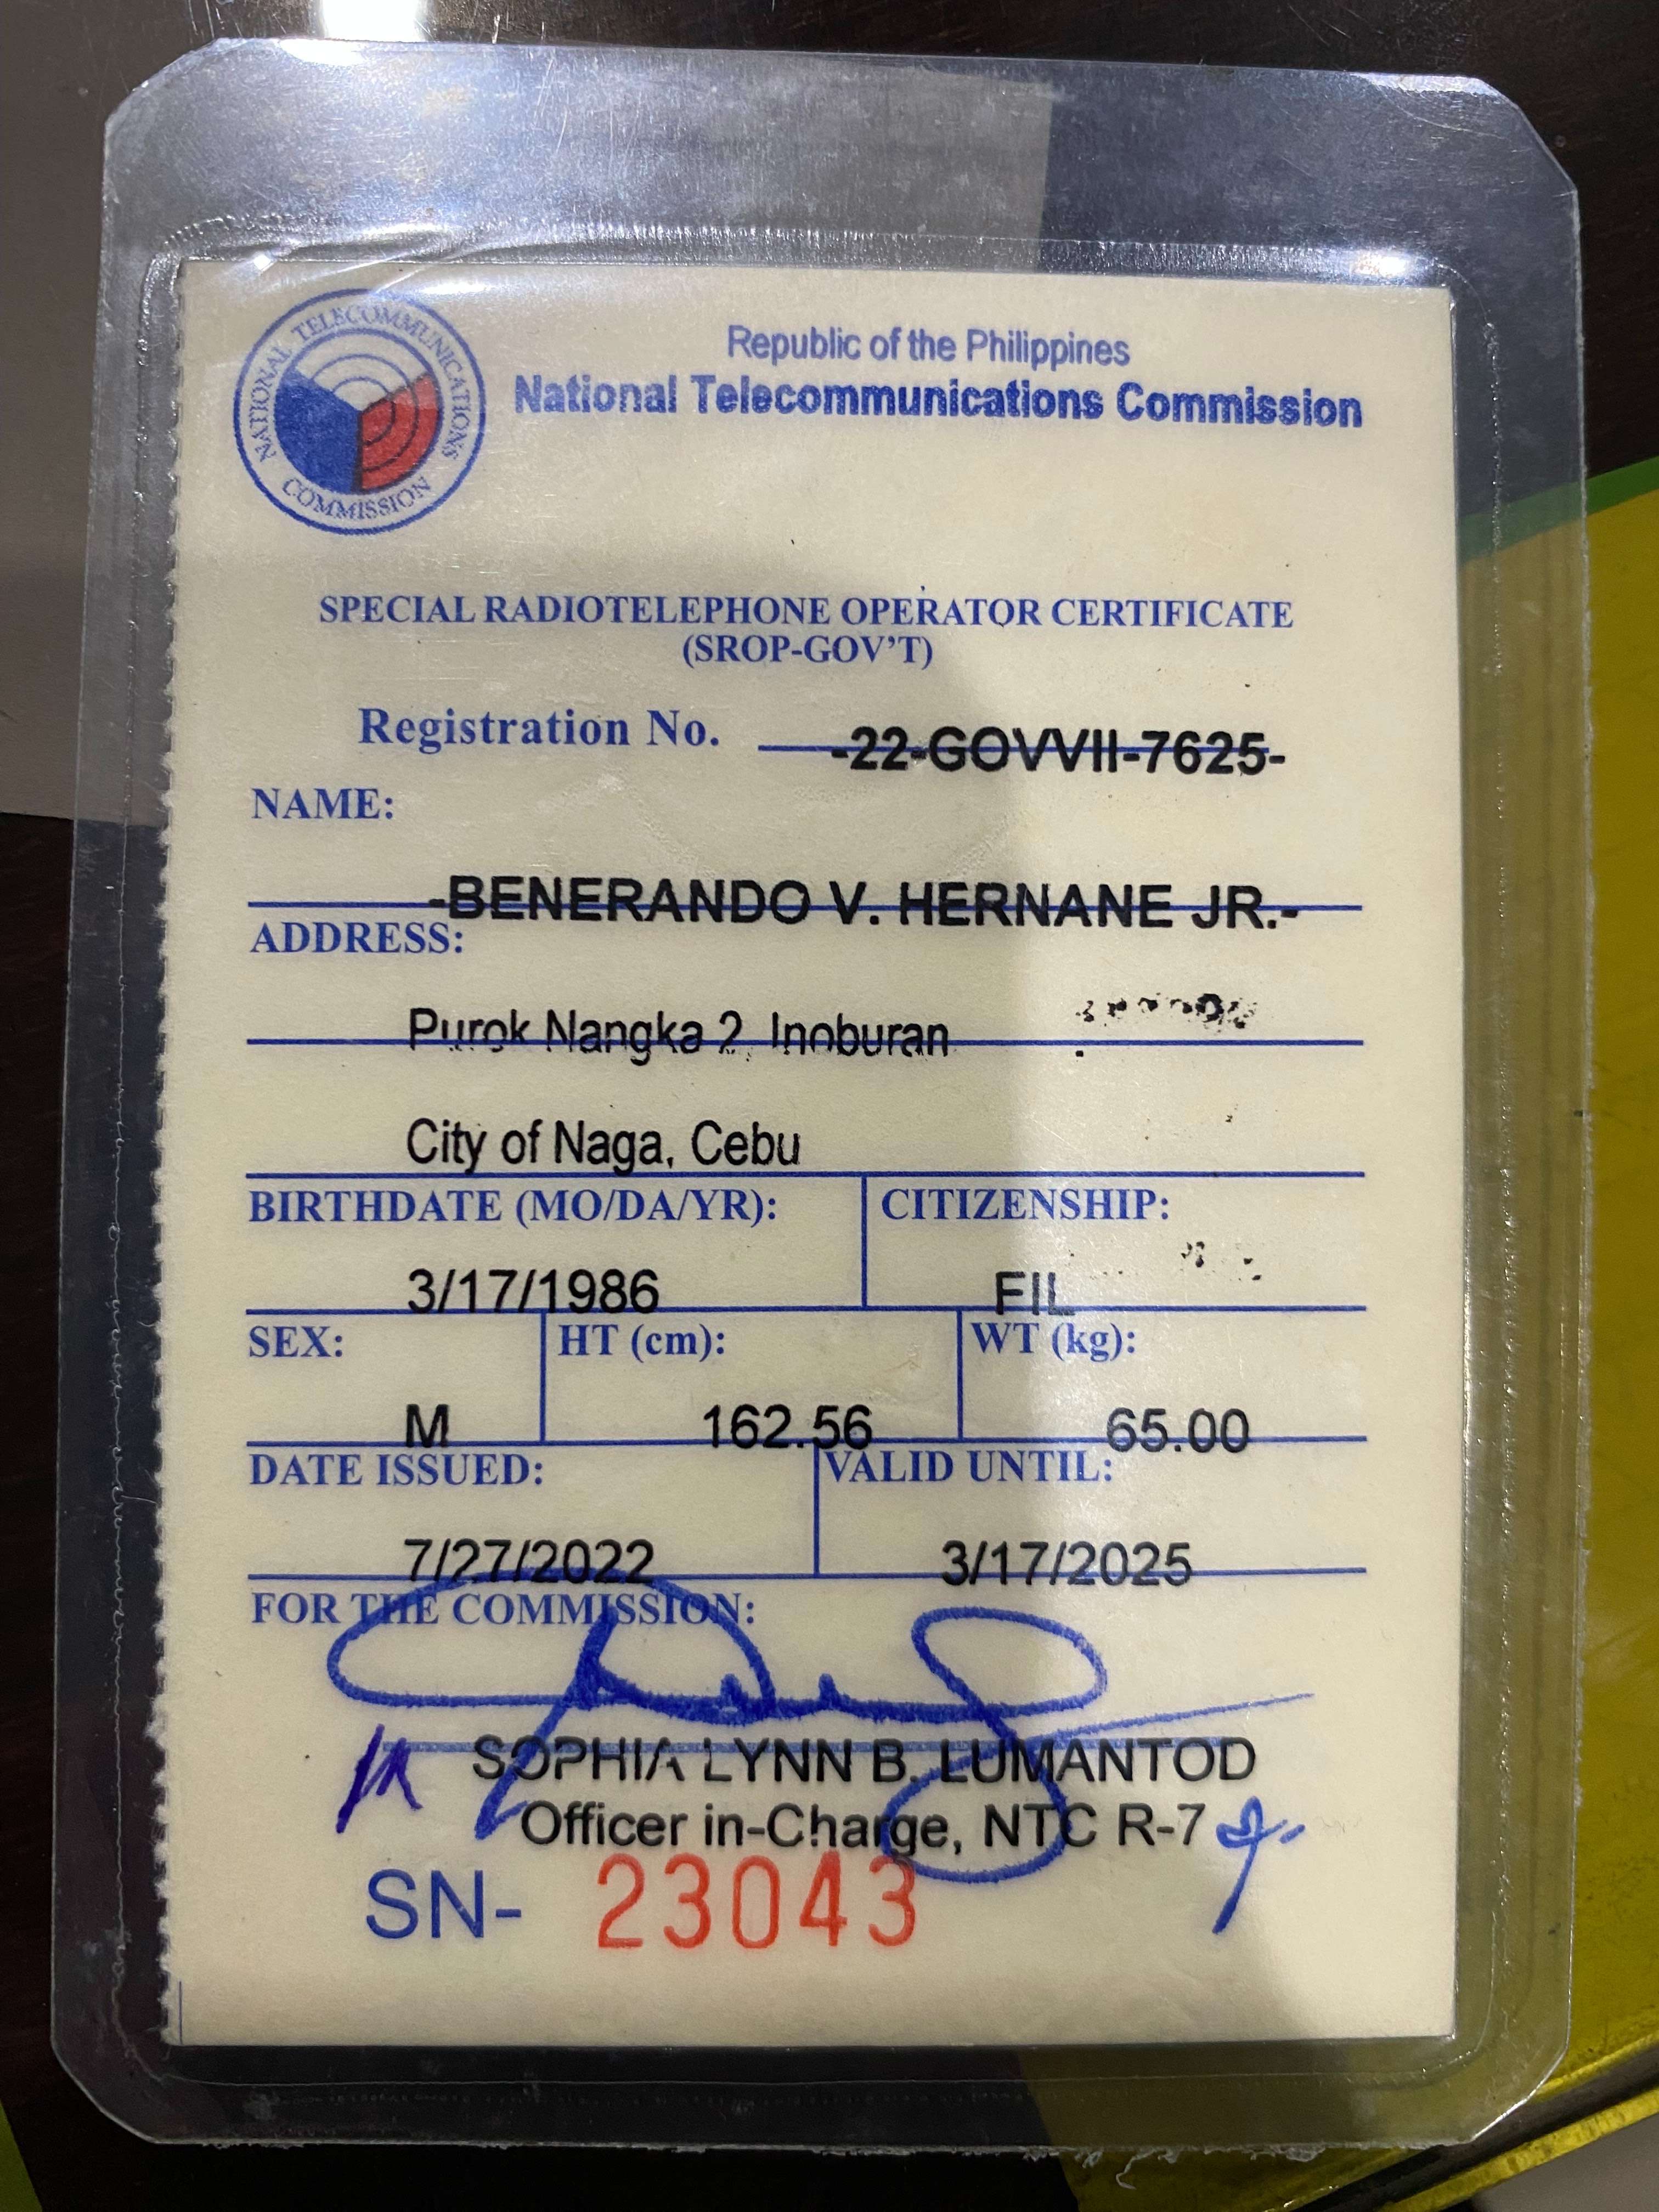 NATIONAL TELECOMMUNICATIONS COMMISSION
Republic of the Philippines
National Telecommunications Commission
SPECIAL RADIOTELEPHONE OPERATOR CERTIFICATE
(SROP-GOV'T)
Registration No. -22-GOVVII-7625-
NAME:
-BENERANDO V. HERNANE JR.-
ADDRESS:
Purok Nangka 2, Inoburan
City of Naga, Cebu
BIRTHDATE (MO/DA/YR): CITIZENSHIP:
3/17/1986 FIL
SEX: HT (cm): WT (kg):
M 162.56 65.00
DATE ISSUED: VALID UNTIL:
7/27/2022 3/17/2025
FOR THE COMMISSION:
SOPHIA LYNN B. LUMANTOD
Officer in-Charge, NTC R-7
SN- 23043